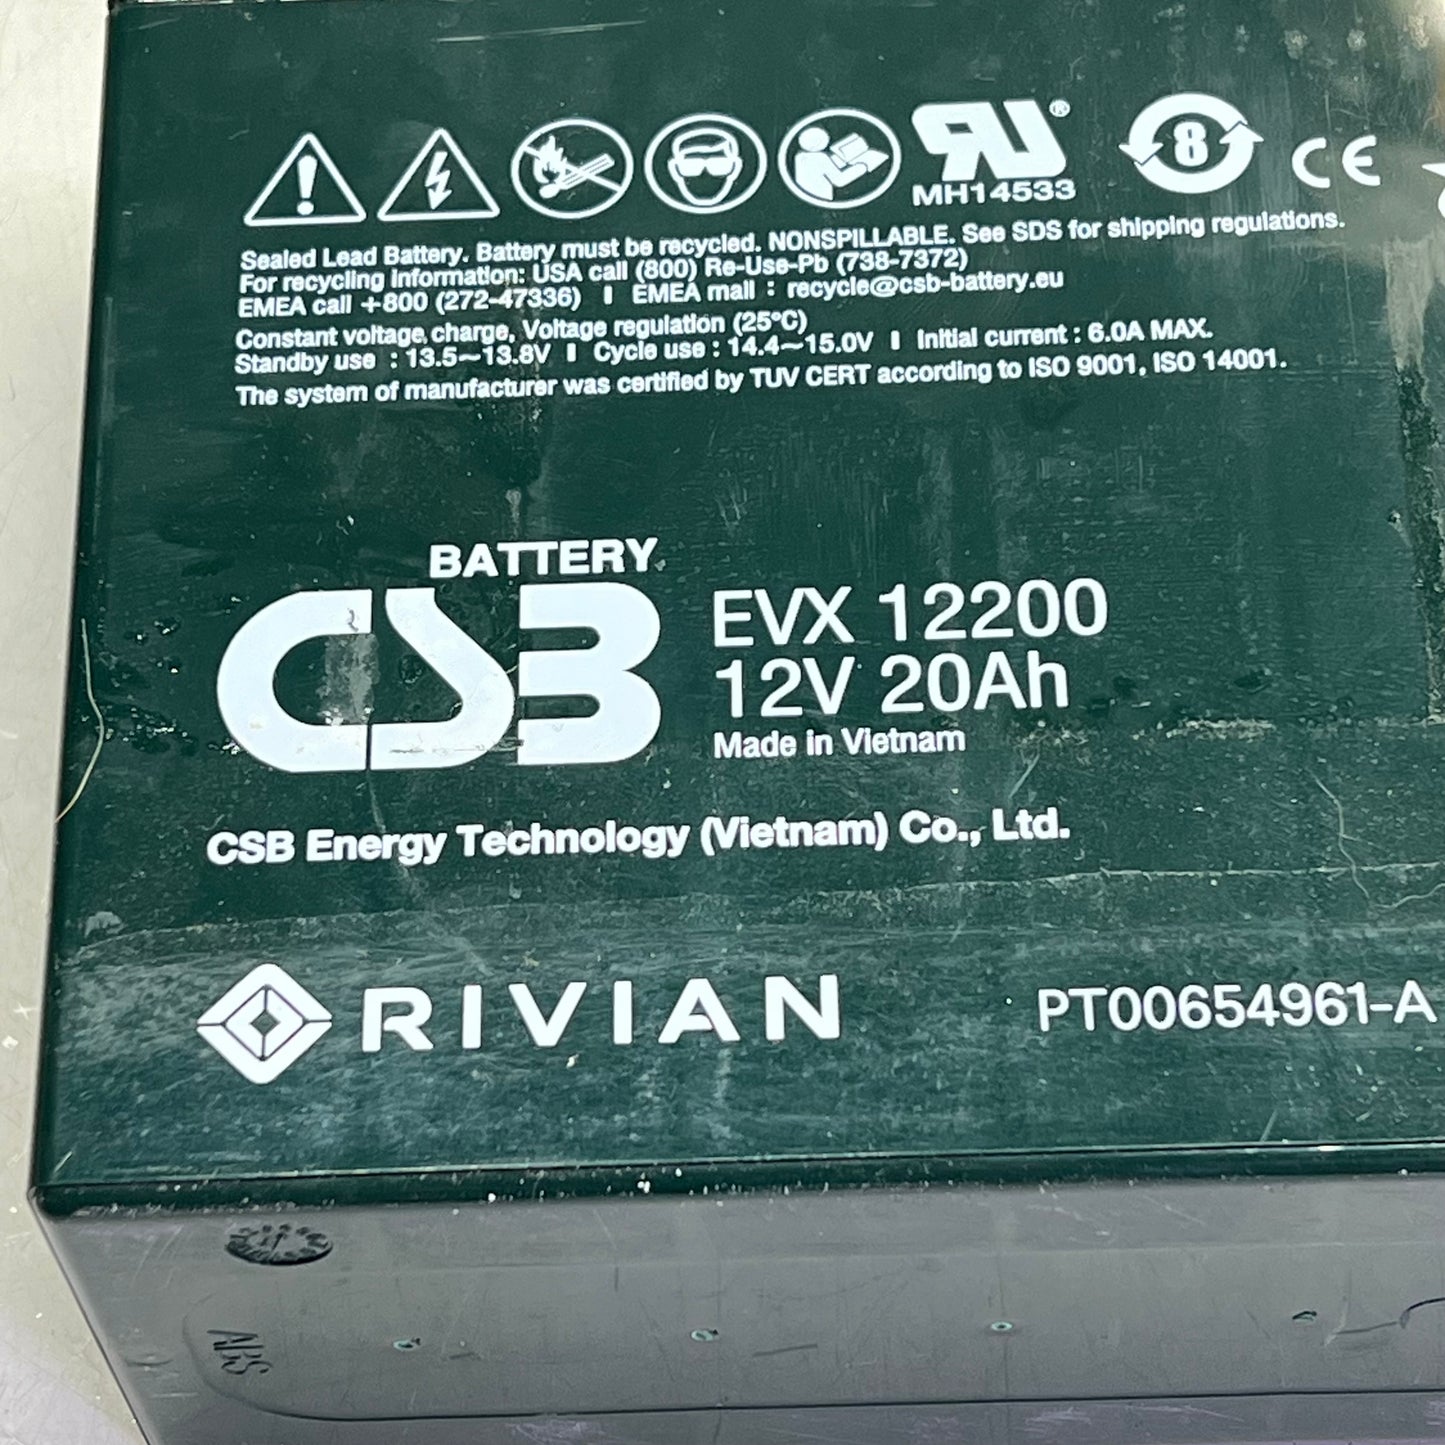 RU®
MH14533
8
CE
Sealed Lead Battery. Battery must be recycled. NONSPILLABLE. See SDS for shipping regulations.
For recycling Information: USA call (800) Re-Use-Pb (738-7372)
EMEA call +800 (272-47336) I EMEA mail : recycle@csb-battery.eu
Constant voltage, charge, Voltage regulation (25°C)
Standby use : 13.5~13.8V I Cycle use : 14.4~15.0V I Initial current : 6.0A MAX.
The system of manufacturer was certified by TUV CERT according to ISO 9001, ISO 14001.
BATTERY
CSB
EVX 12200
12V 20Ah
Made in Vietnam
CSB Energy Technology (Vietnam) Co., Ltd.
RIVIAN PT00654961-A
ABS